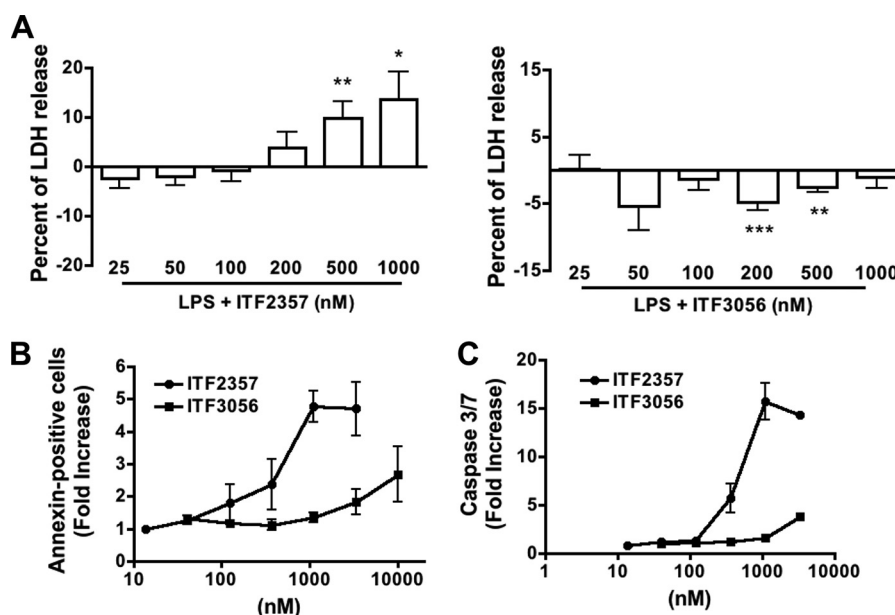 A
Percent of LDH release
20
10
0
-10
-20
**
*
25 50 100 200 500 1000
LPS + ITF2357 (nM)
Percent of LDH release
15
5
-5
-15
***
**
25 50 100 200 500 1000
LPS + ITF3056 (nM)
B
Annexin-positive cells
(Fold Increase)
6
5
4
3
2
1
0
ITF2357
ITF3056
10 100 1000 10000
(nM)
C
Caspase 3/7
(Fold Increase)
20
15
10
5
0
ITF2357
ITF3056
1 10 100 1000 10000
(nM)